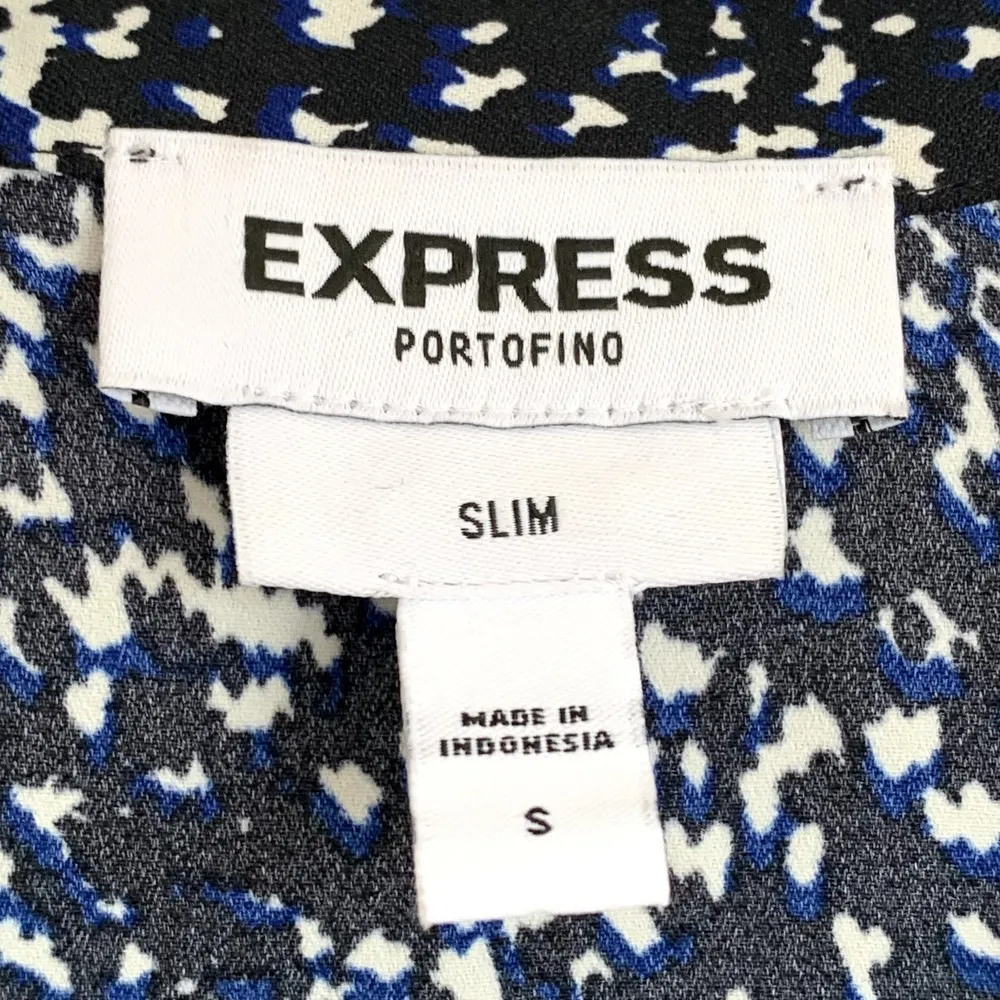 EXPRESS
PORTOFINO
SLIM
MADE IN
INDONESIA
S